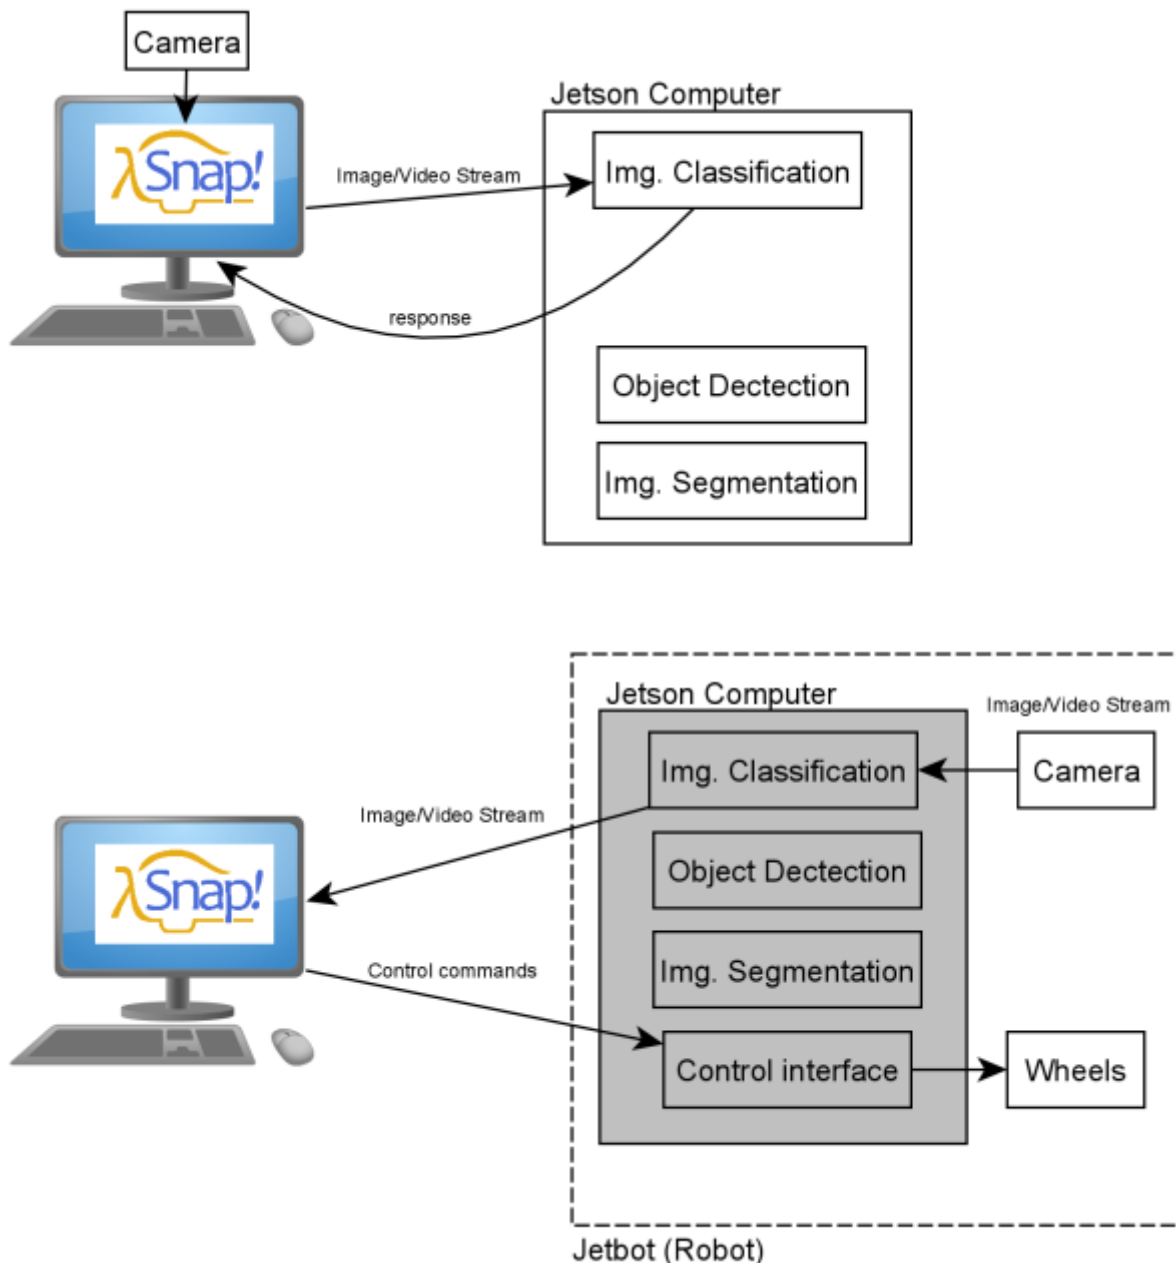 Camera
Jetson Computer
λSnap!
Image/Video Stream
Img. Classification
response
Object Dectection
Img. Segmentation
Jetson Computer
Image/Video Stream
Img. Classification
Camera
Image/Video Stream
λSnap!
Object Dectection
Control commands
Img. Segmentation
Control interface
Wheels
Jetbot (Robot)